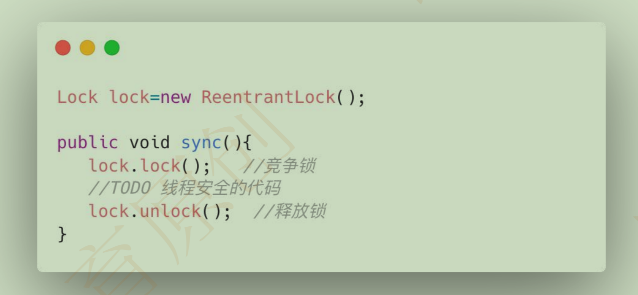 Lock lock=new ReentrantLock();
public void sync(){
lock.lock(); //竞争锁
//TODO 线程安全的代码
lock.unlock(); //释放锁
}